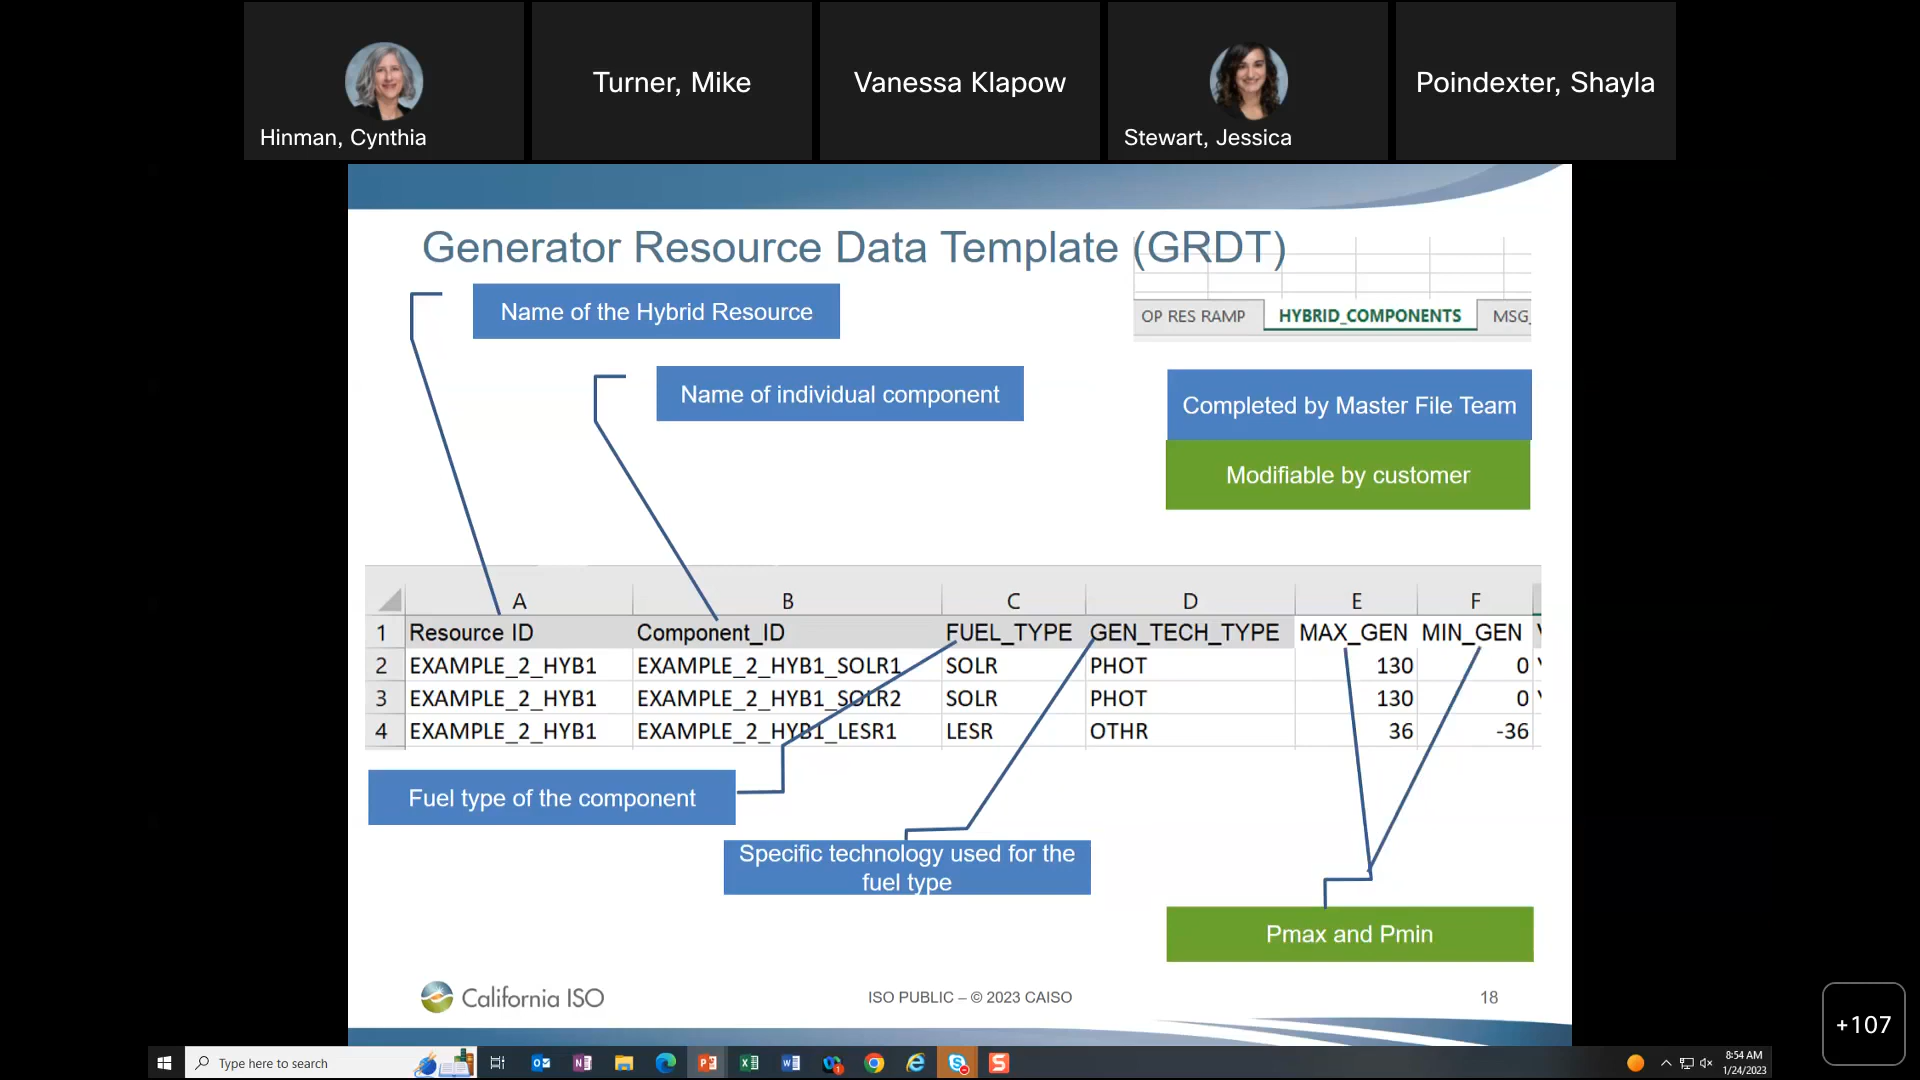 Hinman, Cynthia
Turner, Mike
Vanessa Klapow
Stewart, Jessica
Poindexter, Shayla
Generator Resource Data Template (GRDT)
Name of the Hybrid Resource
OP RES RAMP HYBRID_COMPONENTS MSG_
Name of individual component
Completed by Master File Team
Modifiable by customer
A B C D E F
1 Resource ID Component_ID FUEL_TYPE GEN_TECH_TYPE MAX_GEN MIN_GEN
2 EXAMPLE_2_HYB1 EXAMPLE_2_HYB1_SOLR1 SOLR PHOT 130 0
3 EXAMPLE_2_HYB1 EXAMPLE_2_HYB1_SOLR2 SOLR PHOT 130 0
4 EXAMPLE_2_HYB1 EXAMPLE_2_HYB1_LESR1 LESR OTHR 36 -36
Fuel type of the component
Specific technology used for the
fuel type
Pmax and Pmin
California ISO
ISO PUBLIC – © 2023 CAISO
18
+107
Type here to search
8:54 AM
1/24/2023